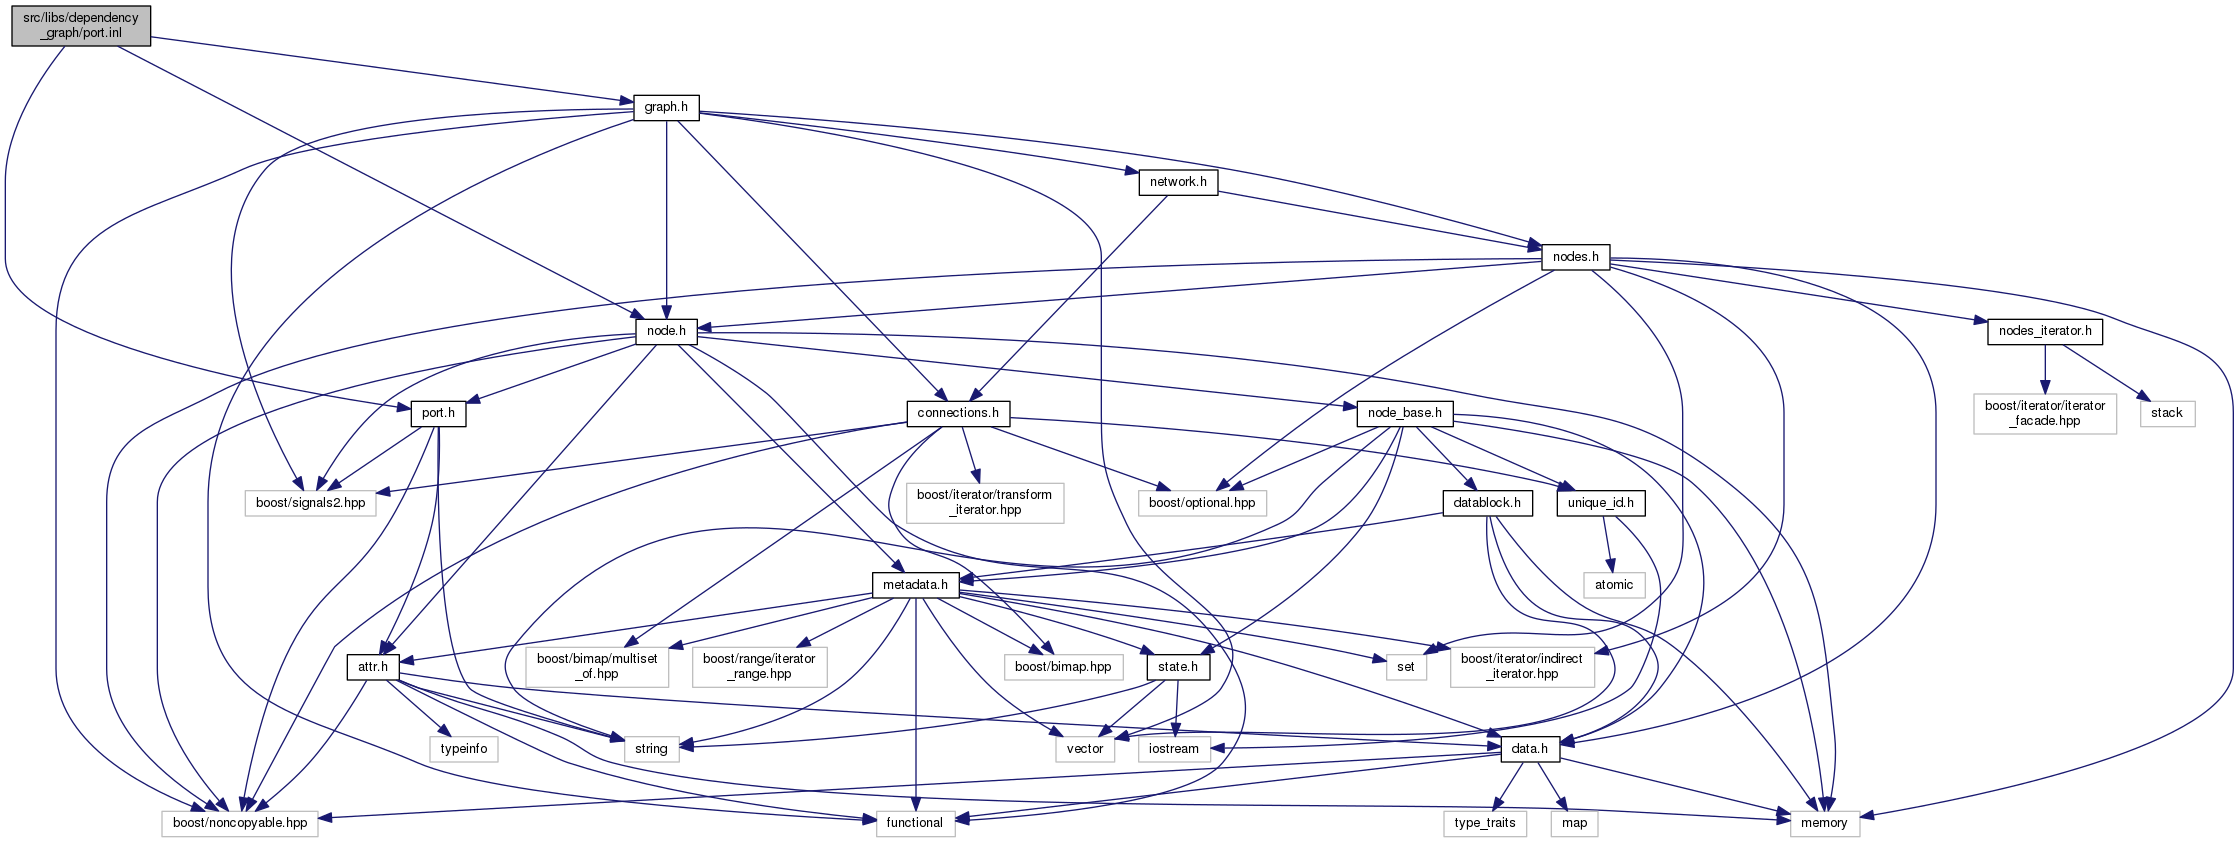 src/libs/dependency
_graph/port.inl
graph.h
network.h
nodes.h
node.h
nodes_iterator.h
port.h
connections.h
node_base.h
boost/iterator/iterator
_facade.hpp
stack
boost/signals2.hpp
boost/iterator/transform
_iterator.hpp
boost/optional.hpp
datablock.h
unique_id.h
metadata.h
atomic
attr.h
boost/bimap/multiset
_of.hpp
boost/range/iterator
_range.hpp
boost/bimap.hpp
state.h
set
boost/iterator/indirect
_iterator.hpp
typeinfo
string
vector
iostream
data.h
boost/noncopyable.hpp
functional
type_traits
map
memory